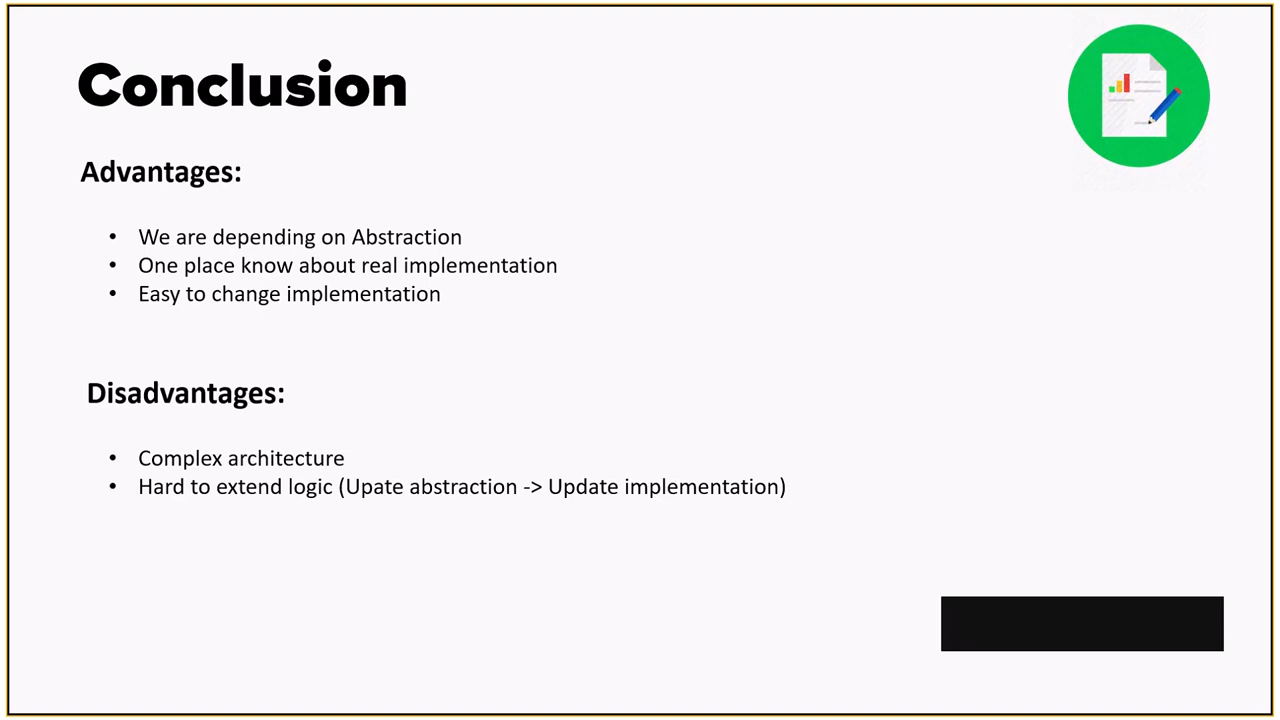 Conclusion
Advantages:
• We are depending on Abstraction
• One place know about real implementation
• Easy to change implementation
Disadvantages:
• Complex architecture
• Hard to extend logic (Upate abstraction -> Update implementation)